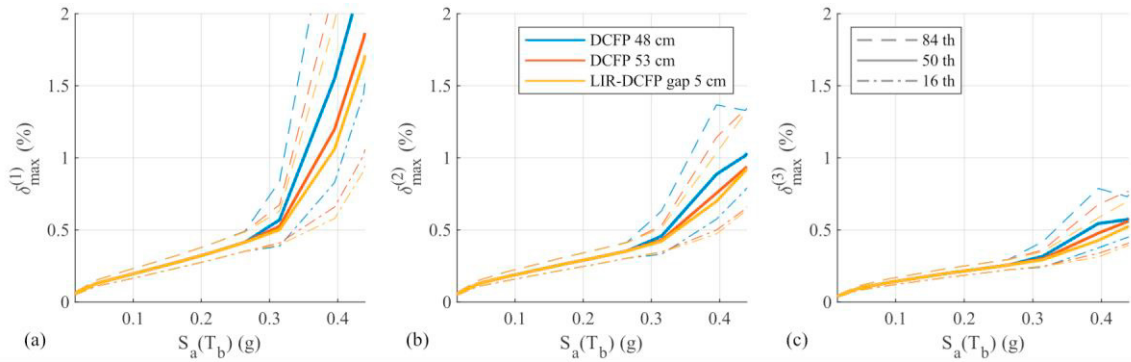 2
1.5
1
0.5
0
δ(1)max (%)
0.1 0.2 0.3 0.4
(a) Sa(Tb) (g)
2
1.5
1
0.5
0
δ(2)max (%)
DCFP 48 cm
DCFP 53 cm
LIR-DCFP gap 5 cm
0.1 0.2 0.3 0.4
(b) Sa(Tb) (g)
2
1.5
1
0.5
0
δ(3)max (%)
84 th
50 th
16 th
0.1 0.2 0.3 0.4
(c) Sa(Tb) (g)